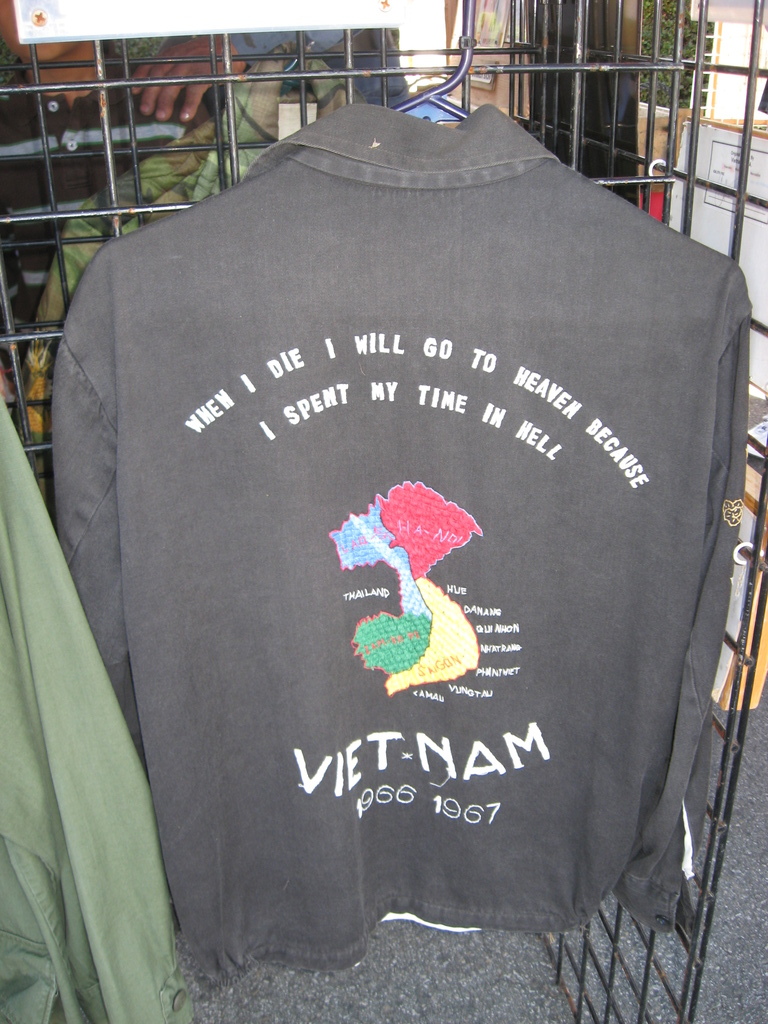 WHEN I DIE I WILL GO TO HEAVEN BECAUSE
I SPENT MY TIME IN HELL
HA-NOI
THAILAND
HUE
DANANG
QUI NHON
NHATRANG
SAIGON
VUNGTAU
CAMAU
VIET-NAM
1966 1967